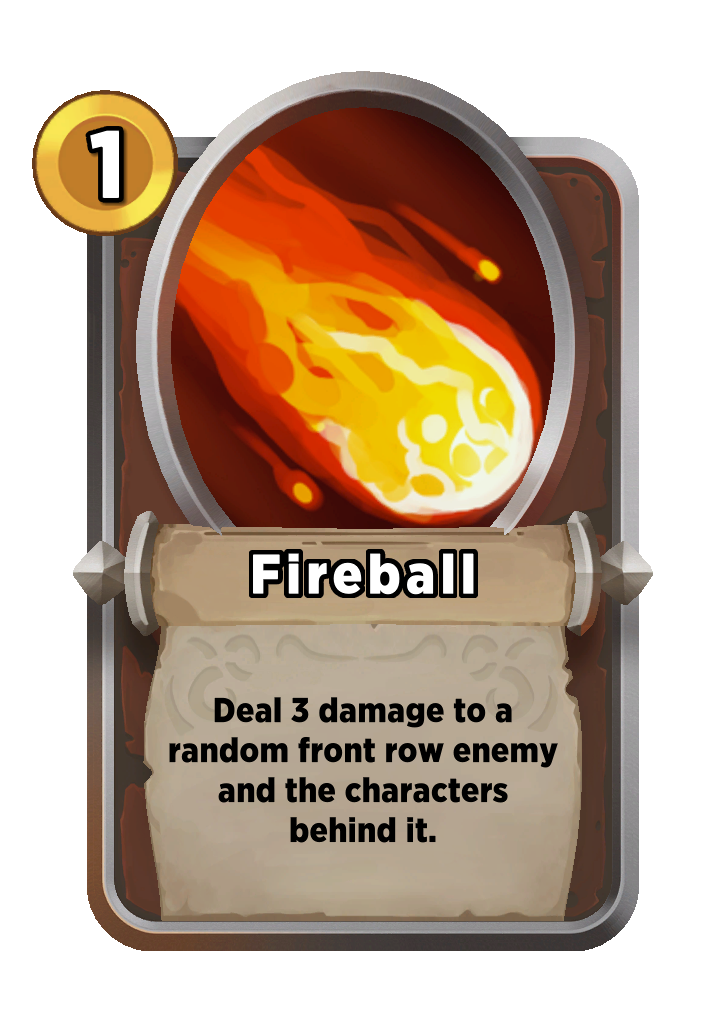 1
Fireball
Deal 3 damage to a
random front row enemy
and the characters
behind it.